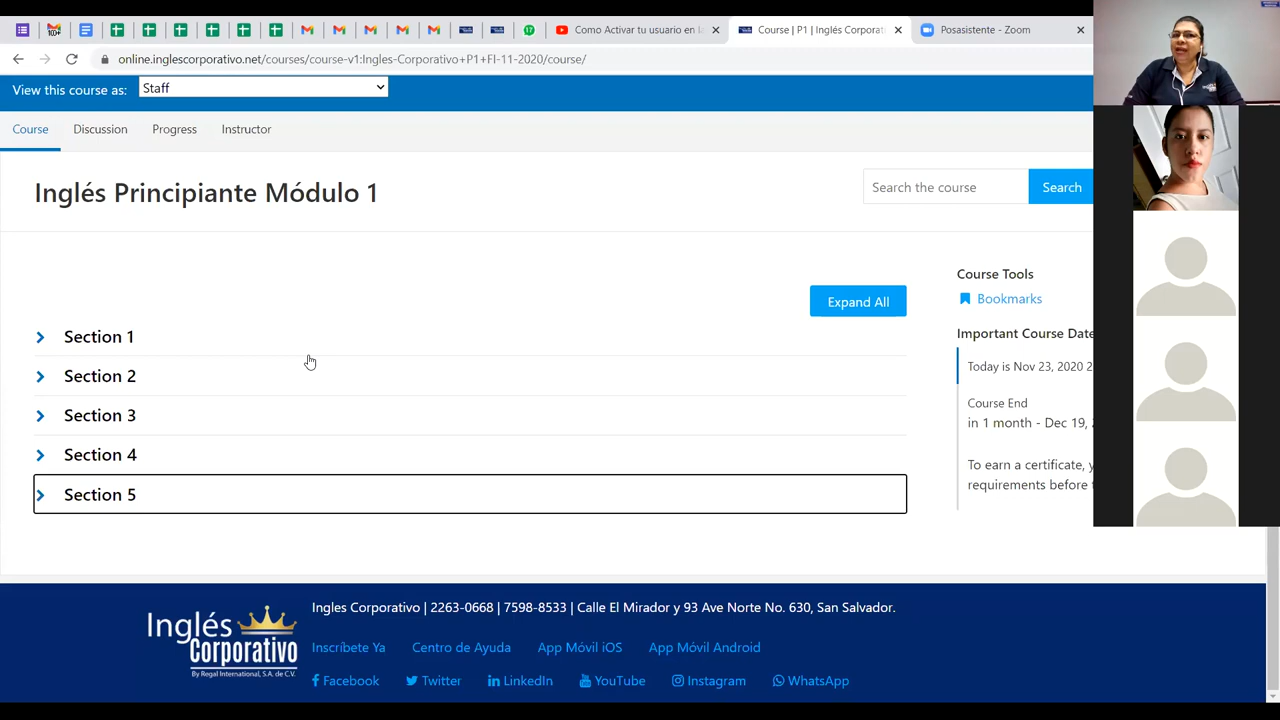 Como Activar tu usuario en l
Course | P1 | Inglés Corporati
Posasistente - Zoom
online.inglescorporativo.net/courses/course-v1:Ingles-Corporativo+P1+FI-11-2020/course/
View this course as:
Staff
Course
Discussion
Progress
Instructor
Inglés Principiante Módulo 1
Search the course
Search
Expand All
Section 1
Section 2
Section 3
Section 4
Section 5
Course Tools
Bookmarks
Important Course Date
Today is Nov 23, 2020 2
Course End
in 1 month - Dec 19,
To earn a certificate, y
requirements before t
Inglés
Corporativo
By Regal International, S.A. de C.V.
Ingles Corporativo | 2263-0668 | 7598-8533 | Calle El Mirador y 93 Ave Norte No. 630, San Salvador.
Inscríbete Ya
Centro de Ayuda
App Móvil iOS
App Móvil Android
Facebook
Twitter
LinkedIn
YouTube
Instagram
WhatsApp